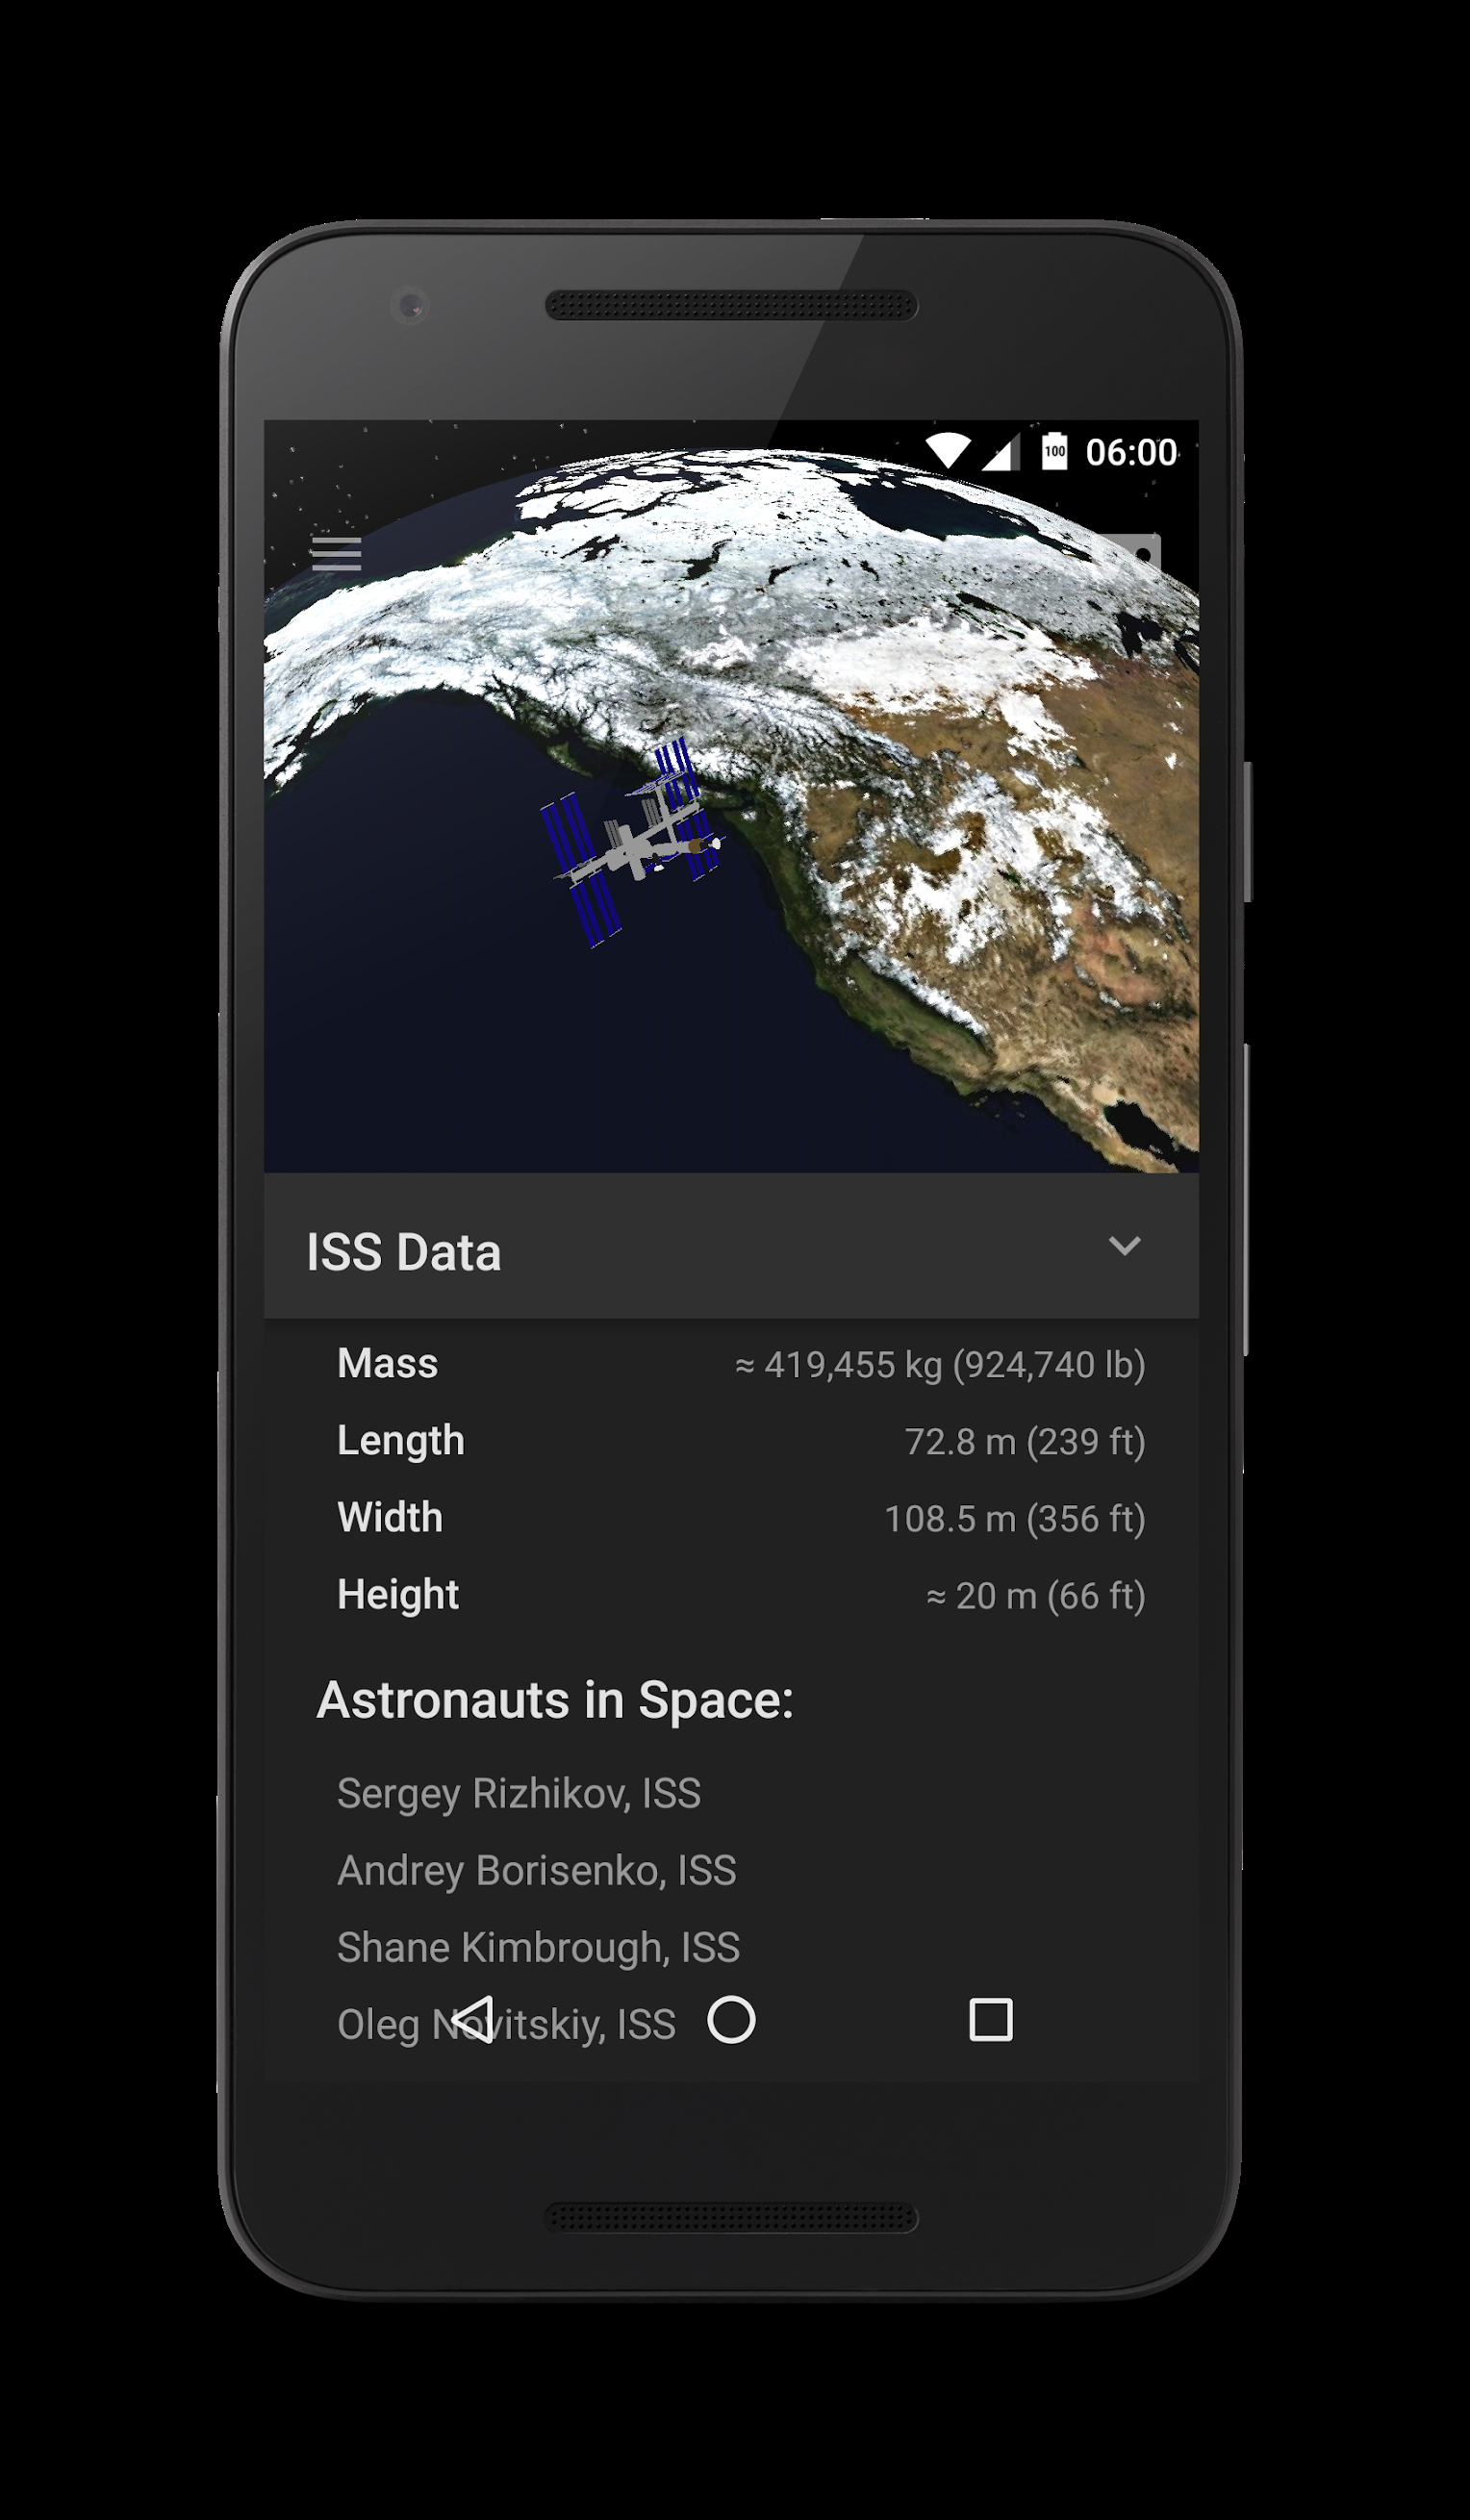 100 06:00
ISS Data
Mass ≈ 419,455 kg (924,740 lb)
Length 72.8 m (239 ft)
Width 108.5 m (356 ft)
Height ≈ 20 m (66 ft)
Astronauts in Space:
Sergey Rizhikov, ISS
Andrey Borisenko, ISS
Shane Kimbrough, ISS
Oleg Novitskiy, ISS